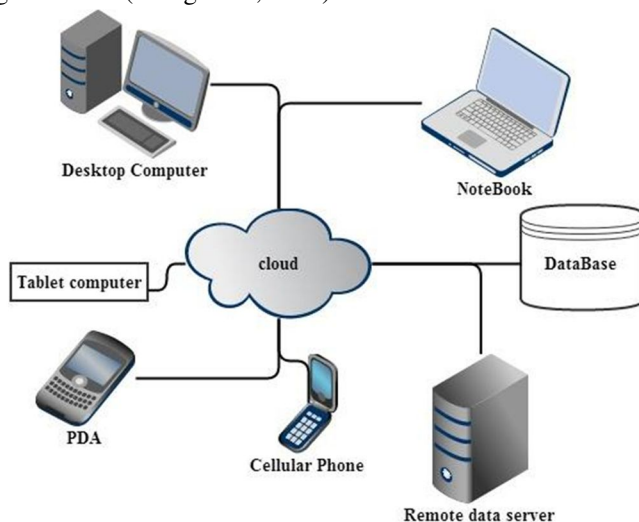 Desktop Computer
NoteBook
cloud
DataBase
Tablet computer
PDA
Cellular Phone
Remote data server